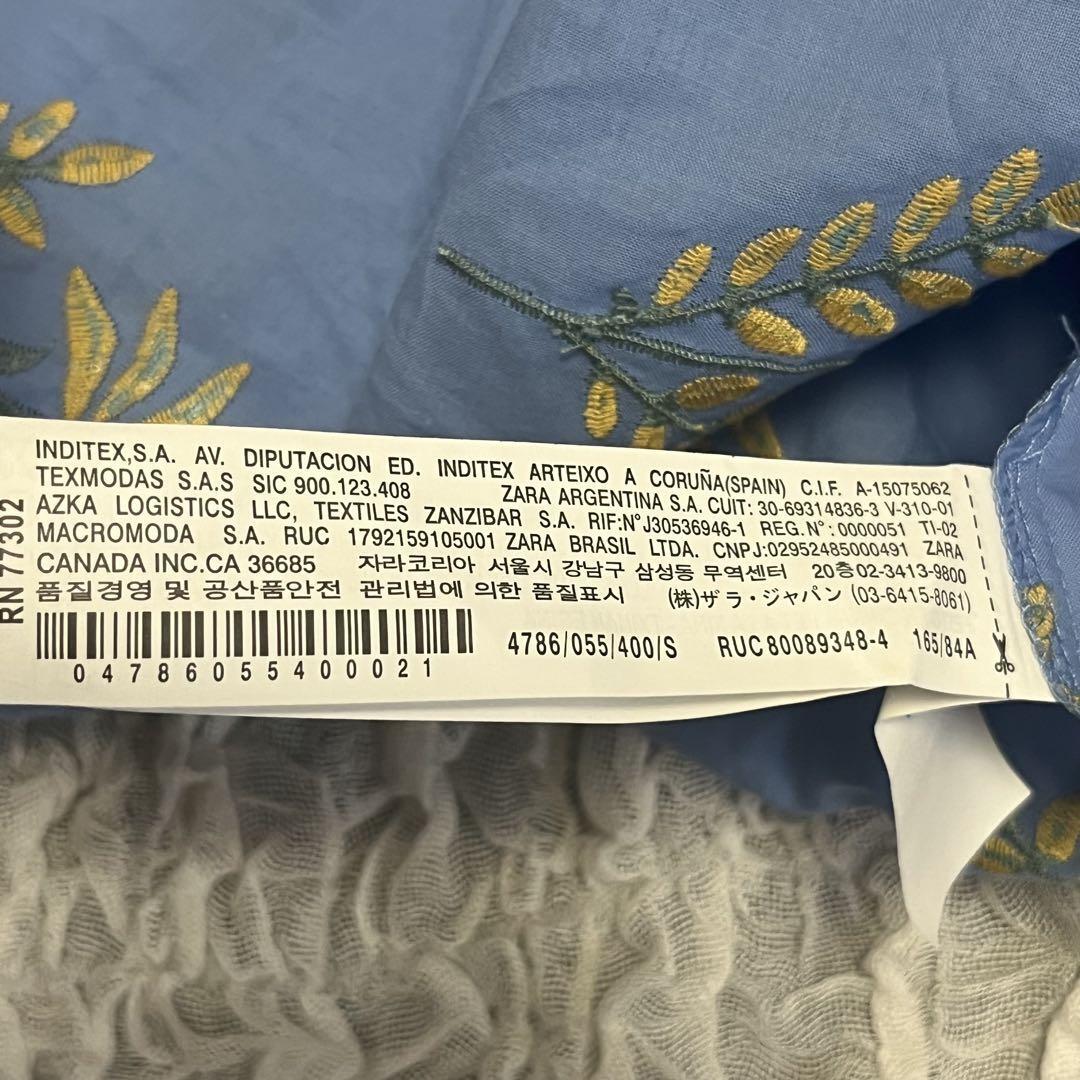 INDITEX,S.A. AV. DIPUTACION ED. INDITEX ARTEIXO A CORUÑA(SPAIN) C.I.F. A-15075062
TEXMODAS S.A.S SIC 900.123.408 ZARA ARGENTINA S.A. CUIT: 30-69314836-3 V-310-01
AZKA LOGISTICS LLC, TEXTILES ZANZIBAR S.A. RIF:N°J30536946-1 REG.N°:0000051 TI-02
MACROMODA S.A. RUC 1792159105001 ZARA BRASIL LTDA. CNPJ:02952485000491 ZARA
CANADA INC.CA 36685 자라코리아 서울시 강남구 삼성동 무역센터 20층02-3413-9800
품질경영 및 공산품안전 관리법에 의한 품질표시 (株)ザラ・ジャパン (03-6415-8061)
4786/055/400/S RUC80089348-4 165/84A
04786055400021
RN 77302